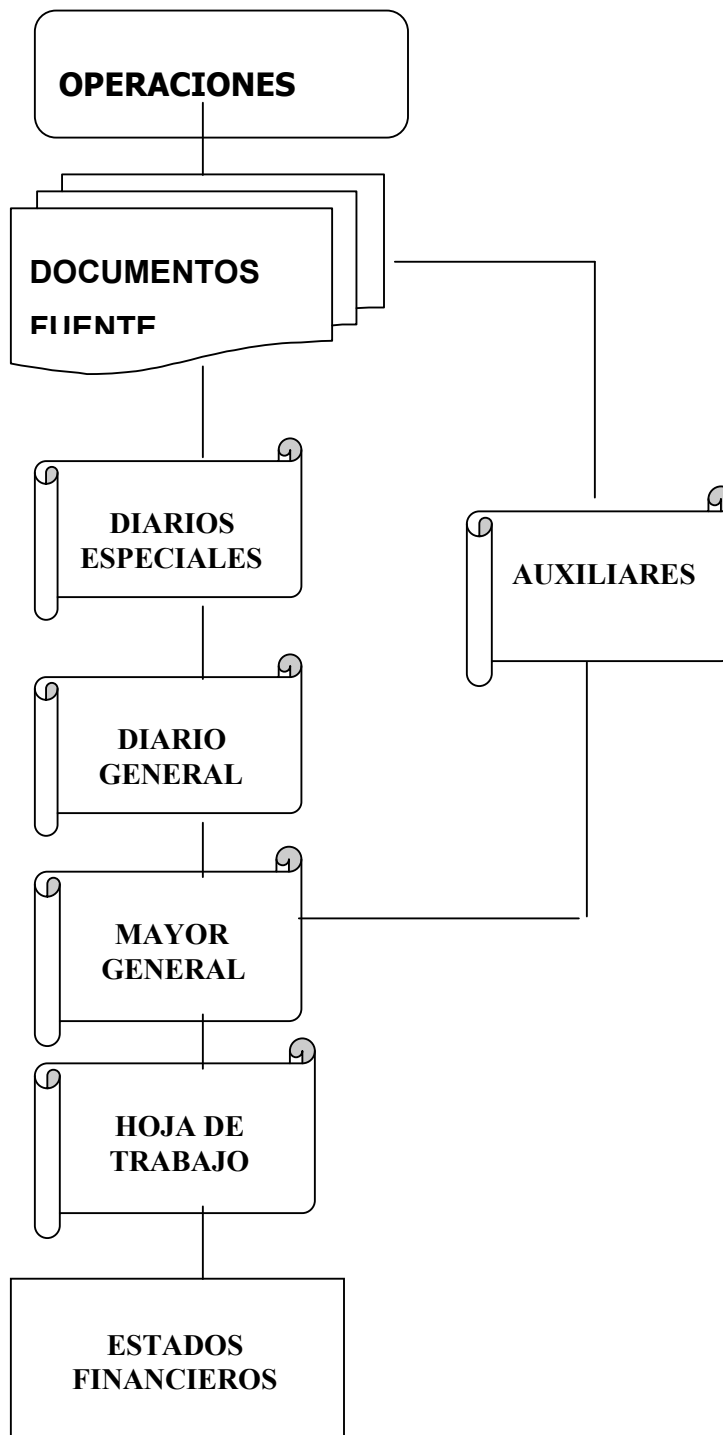 OPERACIONES
DOCUMENTOS
FUENTE
DIARIOS
ESPECIALES
AUXILIARES
DIARIO
GENERAL
MAYOR
GENERAL
HOJA DE
TRABAJO
ESTADOS
FINANCIEROS